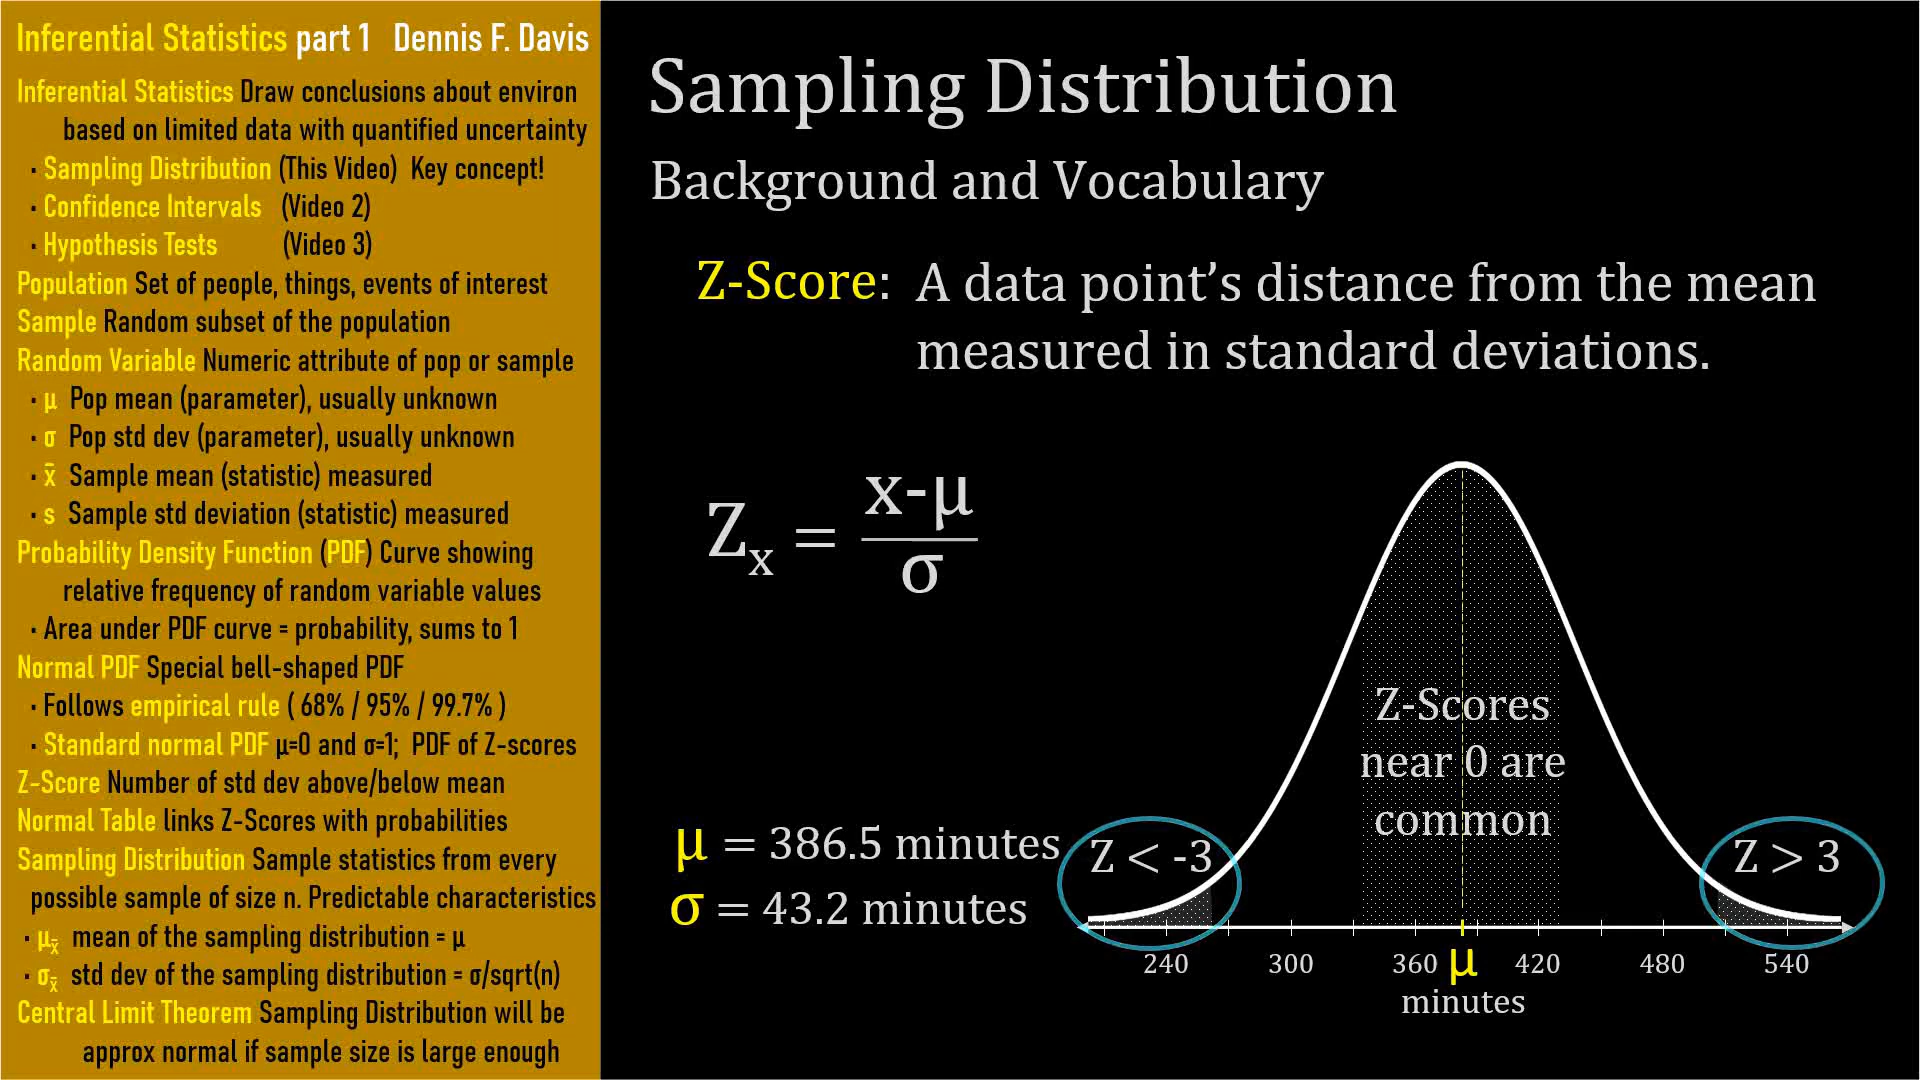 Inferential Statistics part 1 Dennis F. Davis
Inferential Statistics Draw conclusions about environ
based on limited data with quantified uncertainty
· Sampling Distribution (This Video) Key concept!
· Confidence Intervals (Video 2)
· Hypothesis Tests (Video 3)
Population Set of people, things, events of interest
Sample Random subset of the population
Random Variable Numeric attribute of pop or sample
· μ Pop mean (parameter), usually unknown
· σ Pop std dev (parameter), usually unknown
· x̄ Sample mean (statistic) measured
· s Sample std deviation (statistic) measured
Probability Density Function (PDF) Curve showing
relative frequency of random variable values
· Area under PDF curve = probability, sums to 1
Normal PDF Special bell-shaped PDF
· Follows empirical rule ( 68% / 95% / 99.7% )
· Standard normal PDF μ=0 and σ=1; PDF of Z-scores
Z-Score Number of std dev above/below mean
Normal Table links Z-Scores with probabilities
Sampling Distribution Sample statistics from every
possible sample of size n. Predictable characteristics
· μx̄ mean of the sampling distribution = μ
· σx̄ std dev of the sampling distribution = σ/sqrt(n)
Central Limit Theorem Sampling Distribution will be
approx normal if sample size is large enough
Sampling Distribution
Background and Vocabulary
Z-Score: A data point's distance from the mean
measured in standard deviations.
Zx = x-μ
σ
Z-Scores
near 0 are
common
μ = 386.5 minutes
σ = 43.2 minutes
Z < -3
Z > 3
240 300 360 μ 420 480 540
minutes